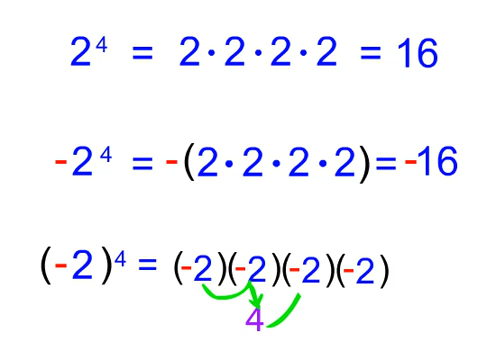 2⁴ = 2·2·2·2 = 16
-2⁴ = -(2·2·2·2) = -16
(-2)⁴ = (-2)(-2)(-2)(-2)
4